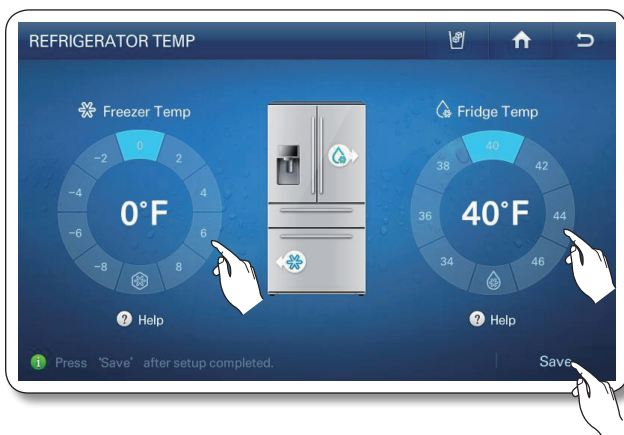 REFRIGERATOR TEMP
Freezer Temp
0
2
4
6
8
-8
-6
-4
-2
0°F
Help
Fridge Temp
40
42
44
46
34
36
38
40°F
Help
Press 'Save' after setup completed.
Save